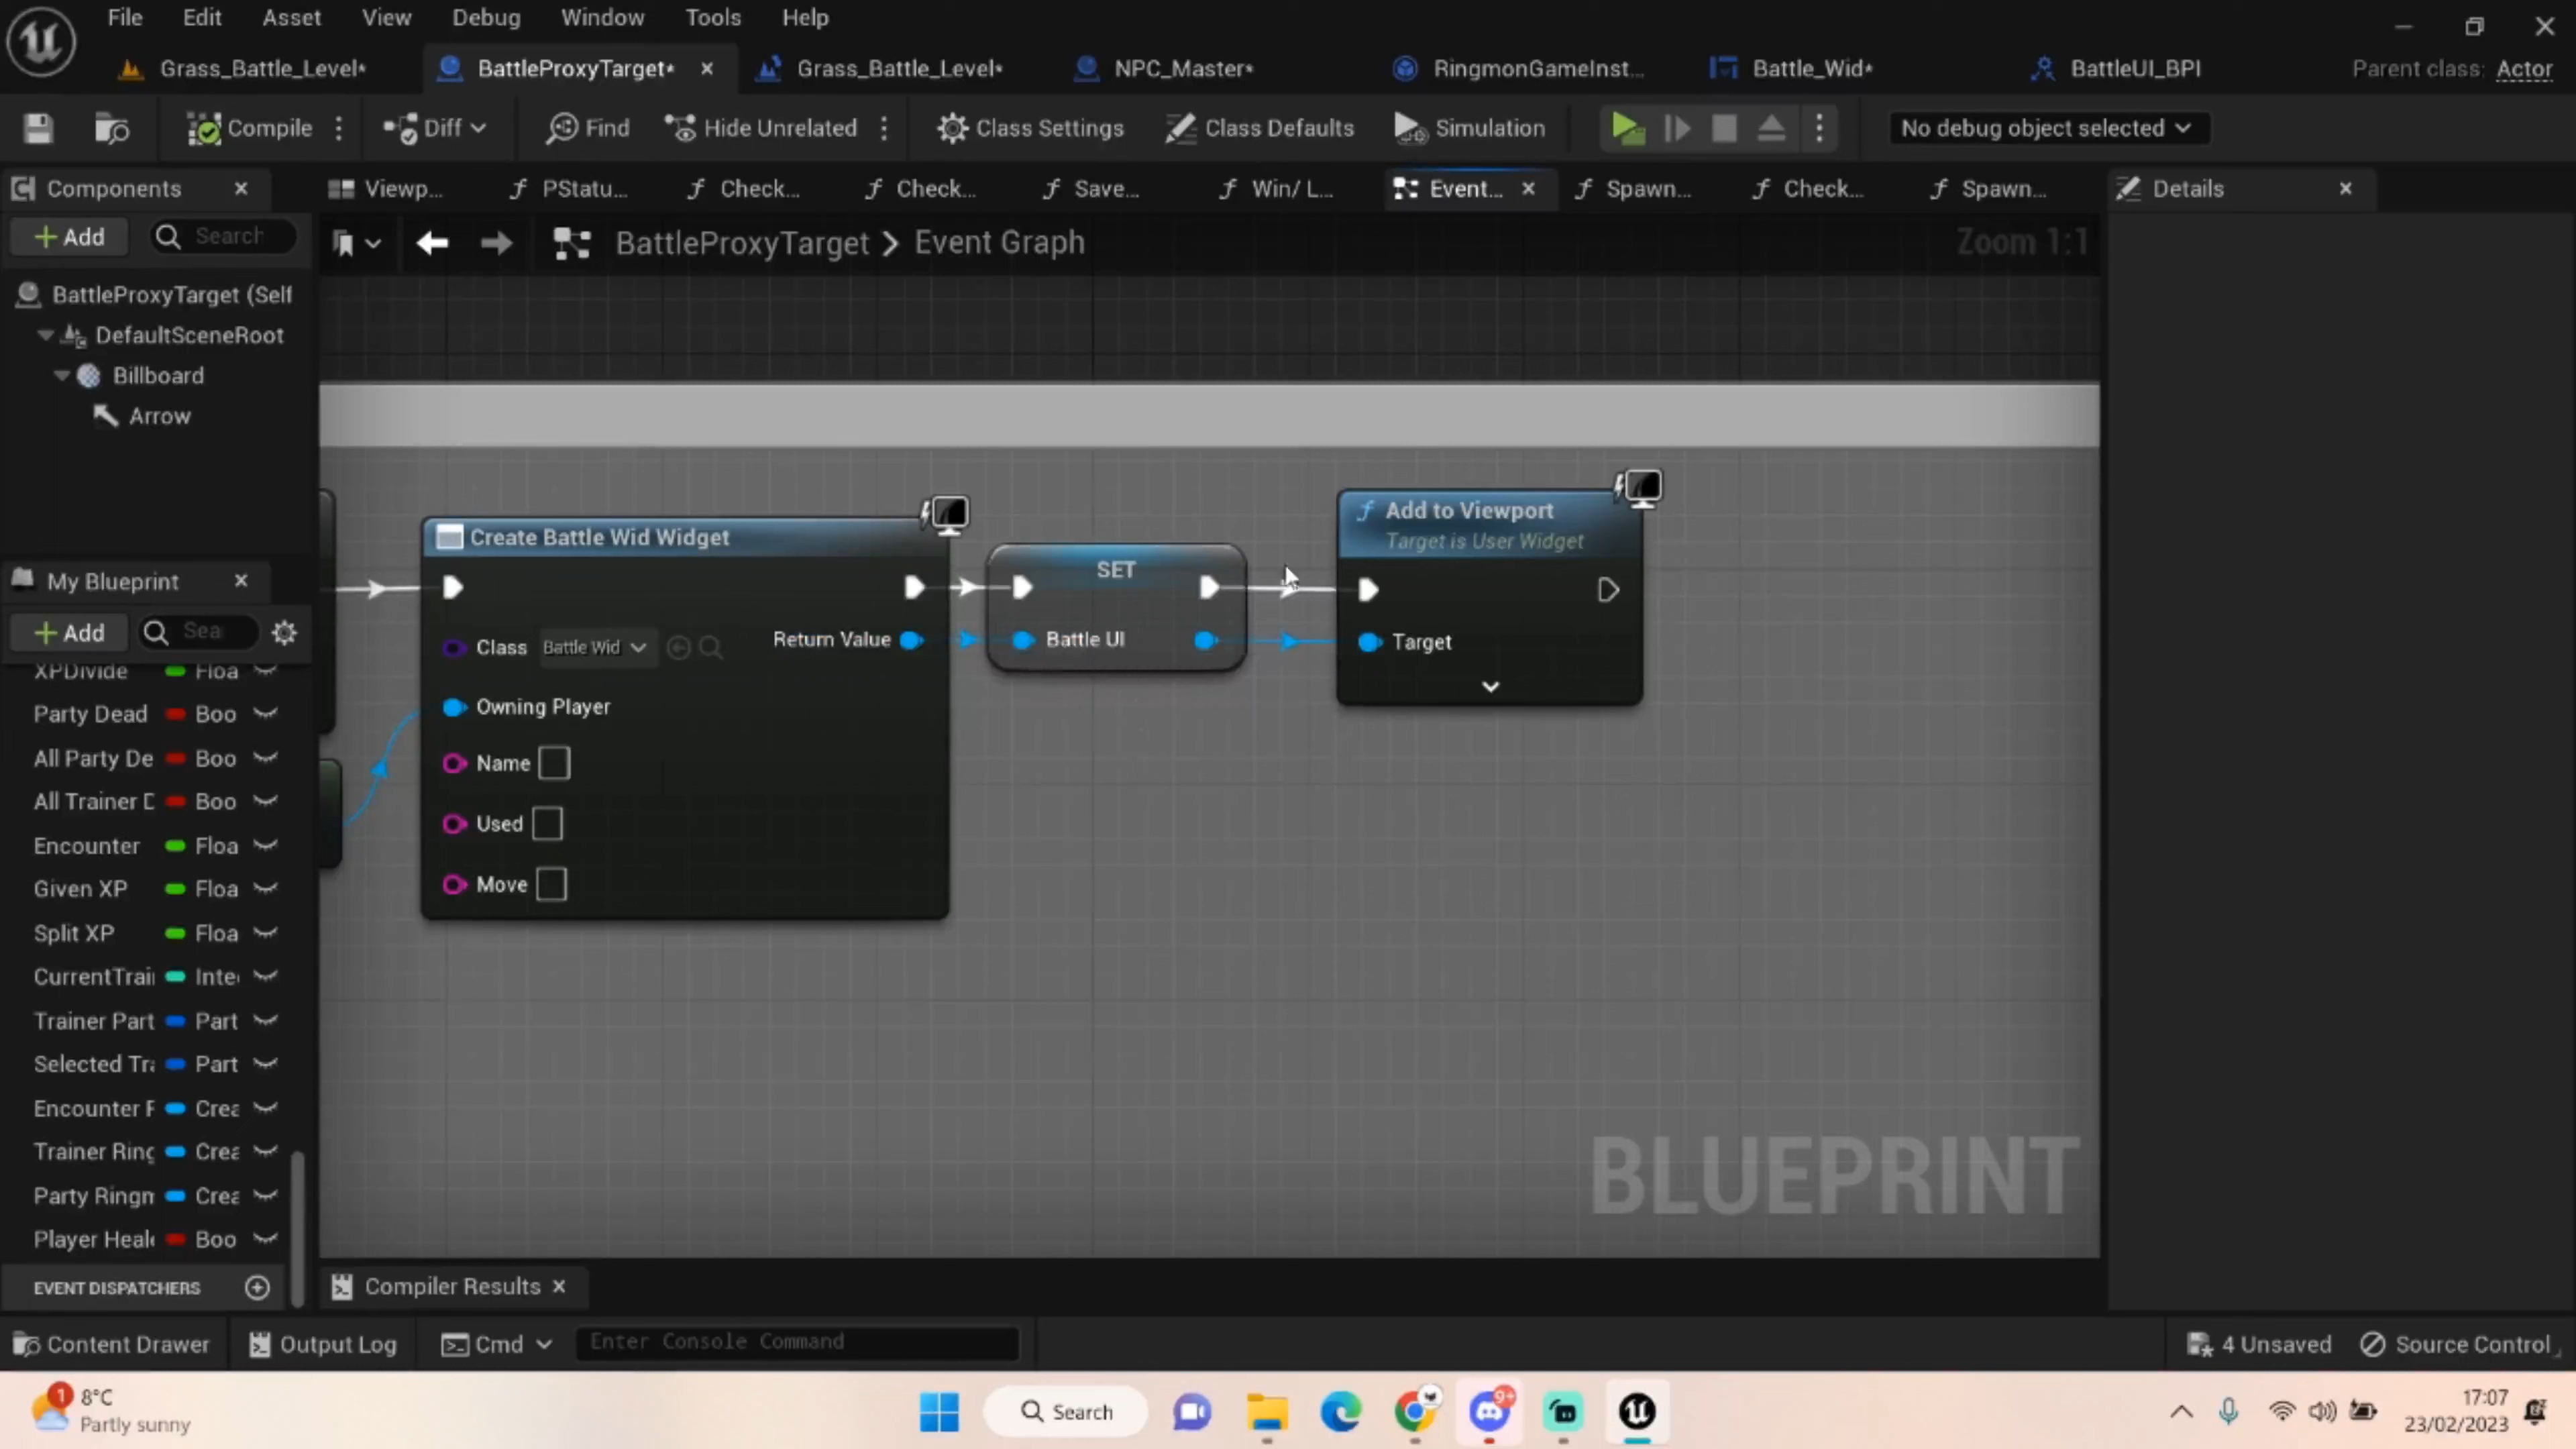 File Edit Asset View Debug Window Tools Help
Grass_Battle_Level* BattleProxyTarget* Grass_Battle_Level* NPC_Master* RingmonGameInst... Battle_Wid* BattleUI_BPI Parent class: Actor
Compile Diff Find Hide Unrelated Class Settings Class Defaults Simulation No debug object selected
Components Viewp... PStatu... Check... Check... Save... Win/ L... Event... Spawn... Check... Spawn... Details
Add Search BattleProxyTarget > Event Graph Zoom 1:1
BattleProxyTarget (Self
DefaultSceneRoot
Billboard
Arrow
My Blueprint
Add Sea
XPDivide Floa
Party Dead Boo
All Party De Boo
All Trainer D Boo
Encounter Floa
Given XP Floa
Split XP Floa
CurrentTrai Inte
Trainer Part Part
Selected Tra Part
Encounter F Crea
Trainer Ring Crea
Party Ringm Crea
Player Heale Boo
EVENT DISPATCHERS
Create Battle Wid Widget
Class Battle Wid Return Value
Owning Player
Name
Used
Move
SET
Battle UI
Add to Viewport
Target is User Widget
Target
BLUEPRINT
Compiler Results
Content Drawer Output Log Cmd Enter Console Command 4 Unsaved Source Control
1 8°C
Partly sunny
Search
9+
17:07
23/02/2023